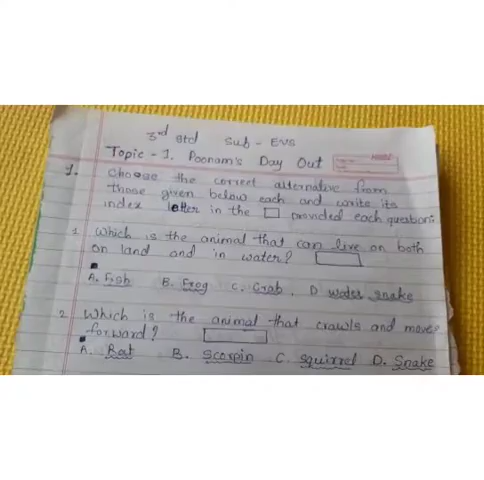 3rd std Sub - EVS
Topic - 1. Poonam's Day Out
1. Choose the correct alternative from
those given below each and write its
index letter in the □ provided each question:
1 Which is the animal that can live on both
on land and in water?
A. Fish B. Frog C. Crab. D water snake
2 Which is the animal that crawls and moves
forward?
A. Rat B. Scorpin C. squirrel D. Snake